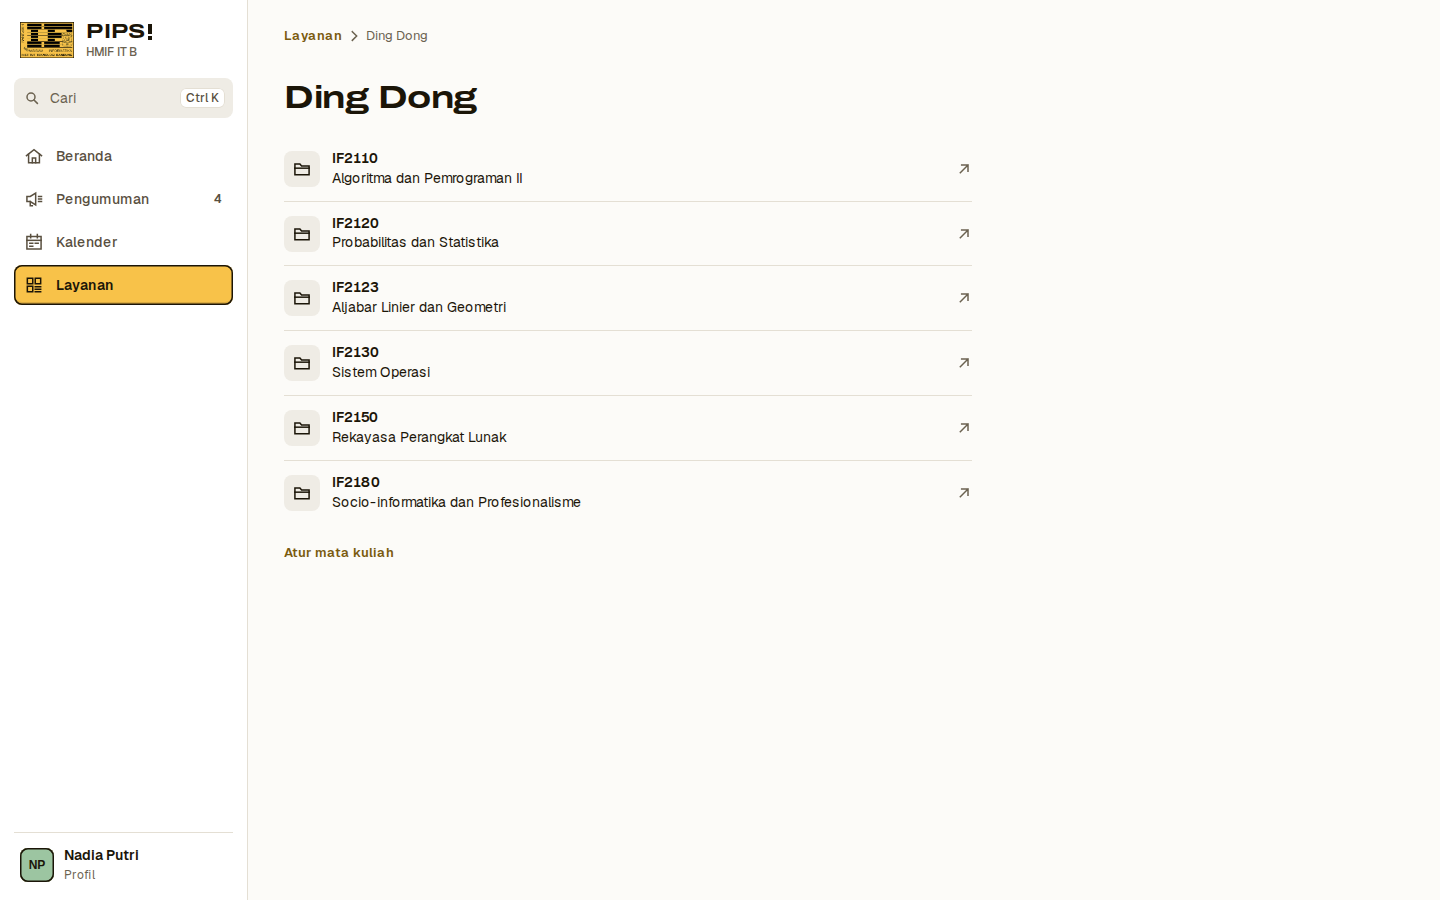 PIPS!
HMIF ITB
Cari
Ctrl K
Beranda
Pengumuman 4
Kalender
Layanan
Nadia Putri
NP
Profil
Layanan > Ding Dong
Ding Dong
IF2110
Algoritma dan Pemrograman II
IF2120
Probabilitas dan Statistika
IF2123
Aljabar Linier dan Geometri
IF2130
Sistem Operasi
IF2150
Rekayasa Perangkat Lunak
IF2180
Socio-informatika dan Profesionalisme
Atur mata kuliah